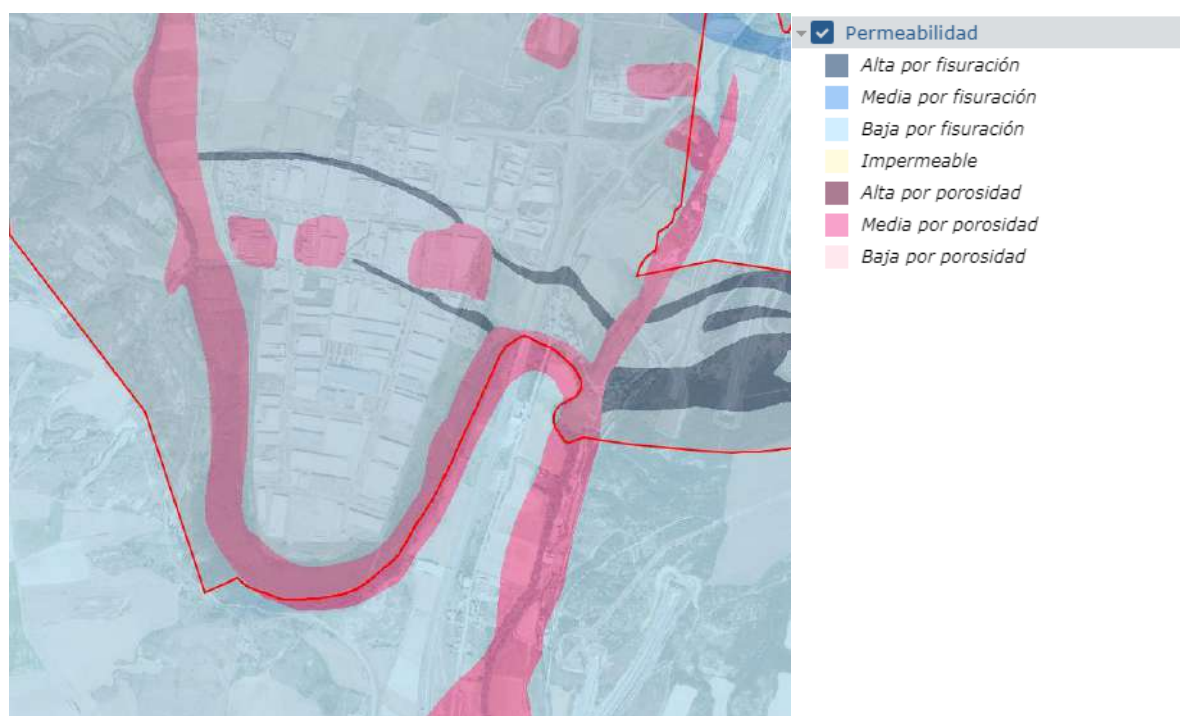 Permeabilidad
Alta por fisuración
Media por fisuración
Baja por fisuración
Impermeable
Alta por porosidad
Media por porosidad
Baja por porosidad